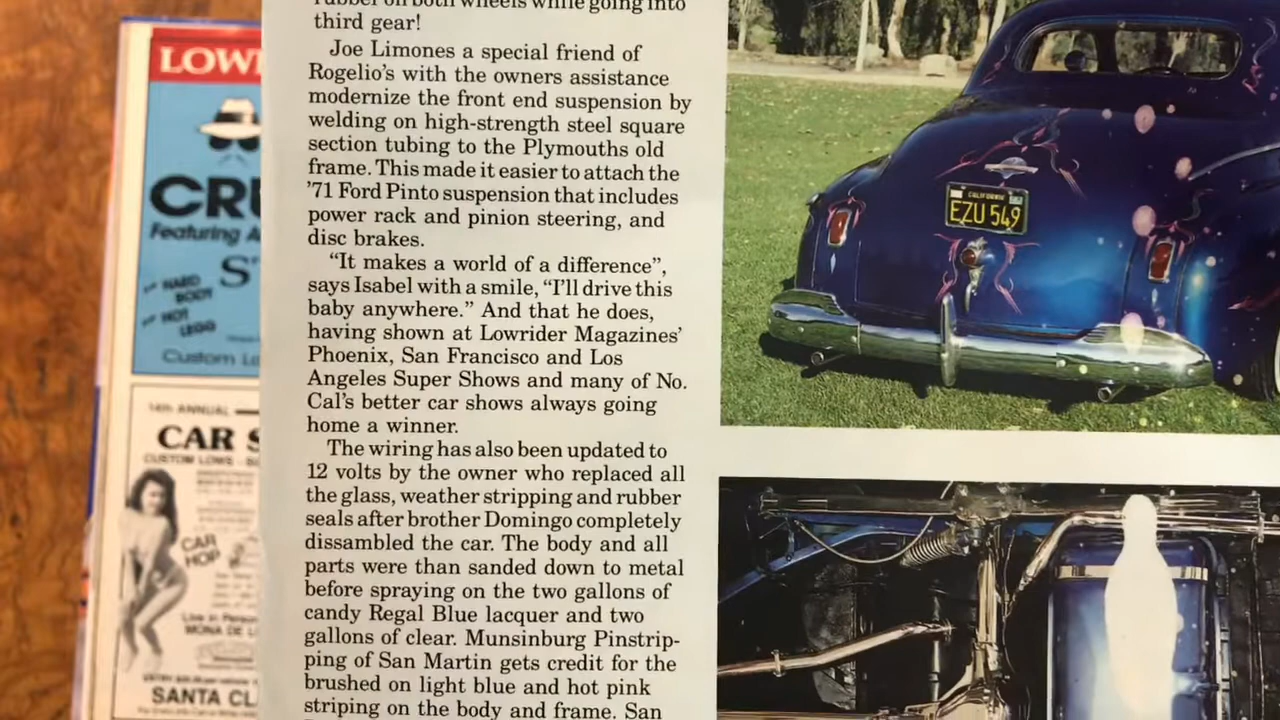 LOWR
CRU
Featuring A
S
HARD
BODY
HOT
LEGG
Custom Lo
14th ANNUAL
CAR S
CUSTOM LOWS
CAR
HOP
Live in Person
MONA DE L
SANTA CL
rubber on both wheels while going into
third gear!
Joe Limones a special friend of
Rogelio's with the owners assistance
modernize the front end suspension by
welding on high-strength steel square
section tubing to the Plymouths old
frame. This made it easier to attach the
'71 Ford Pinto suspension that includes
power rack and pinion steering, and
disc brakes.
“It makes a world of a difference”,
says Isabel with a smile, “I'll drive this
baby anywhere.” And that he does,
having shown at Lowrider Magazines’
Phoenix, San Francisco and Los
Angeles Super Shows and many of No.
Cal's better car shows always going
home a winner.
The wiring has also been updated to
12 volts by the owner who replaced all
the glass, weather stripping and rubber
seals after brother Domingo completely
dissambled the car. The body and all
parts were than sanded down to metal
before spraying on the two gallons of
candy Regal Blue lacquer and two
gallons of clear. Munsinburg Pinstrip-
ping of San Martin gets credit for the
brushed on light blue and hot pink
striping on the body and frame. San
CALIFORNIA
EZU 549